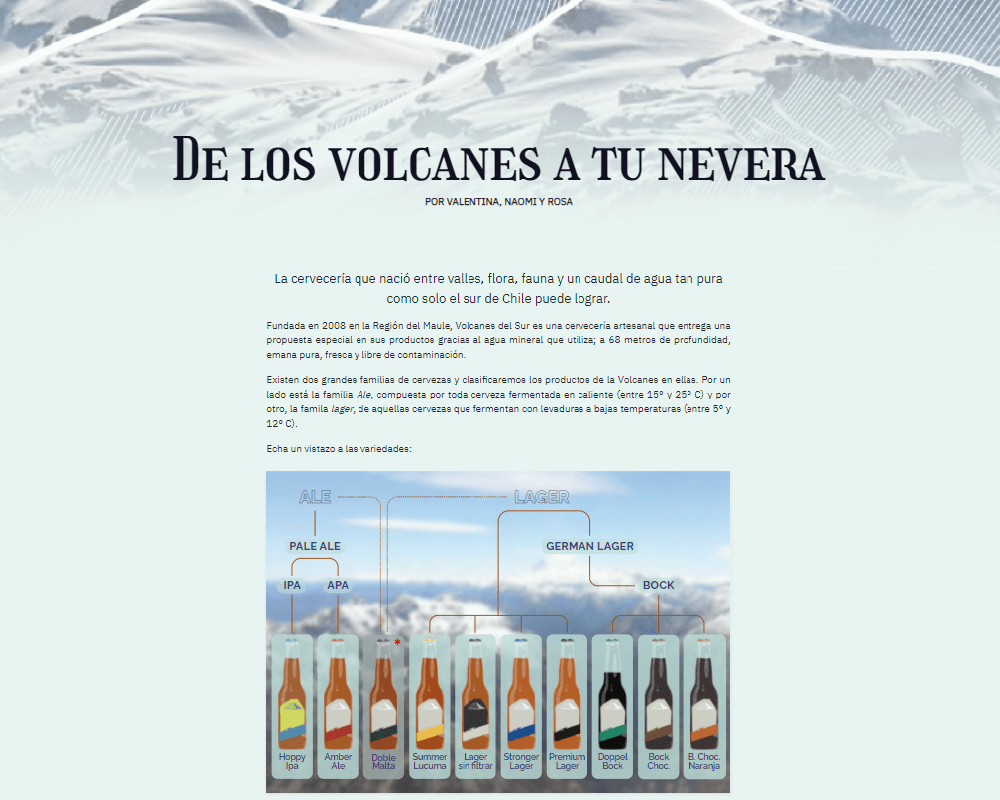 De los volcanes a tu nevera
POR VALENTINA, NAOMI Y ROSA
La cervecería que nació entre valles, flora, fauna y un caudal de agua tan pura
como solo el sur de Chile puede lograr.
Fundada en 2008 en la Región del Maule, Volcanes del Sur es una cervecería artesanal que entrega una
propuesta especial en sus productos gracias al agua mineral que utiliza; a 68 metros de profundidad,
emana pura, fresca y libre de contaminación.
Existen dos grandes familias de cervezas y clasificaremos los productos de la Volcanes en ellas. Por un
lado está la familia Ale, compuesta por toda cerveza fermentada en caliente (entre 15° y 25° C) y por
otro, la famila lager, de aquellas cervezas que fermentan con levaduras a bajas temperaturas (entre 5° y
12° C).
Echa un vistazo a las variedades:
ALE LAGER
PALE ALE GERMAN LAGER
IPA APA BOCK
*
Hoppy Amber Doble Summer Lager Stronger Premium Doppel Bock B. Choc.
Ipa Ale Malta Lucuma sin filtrar Lager Lager Bock Choc. Naranja